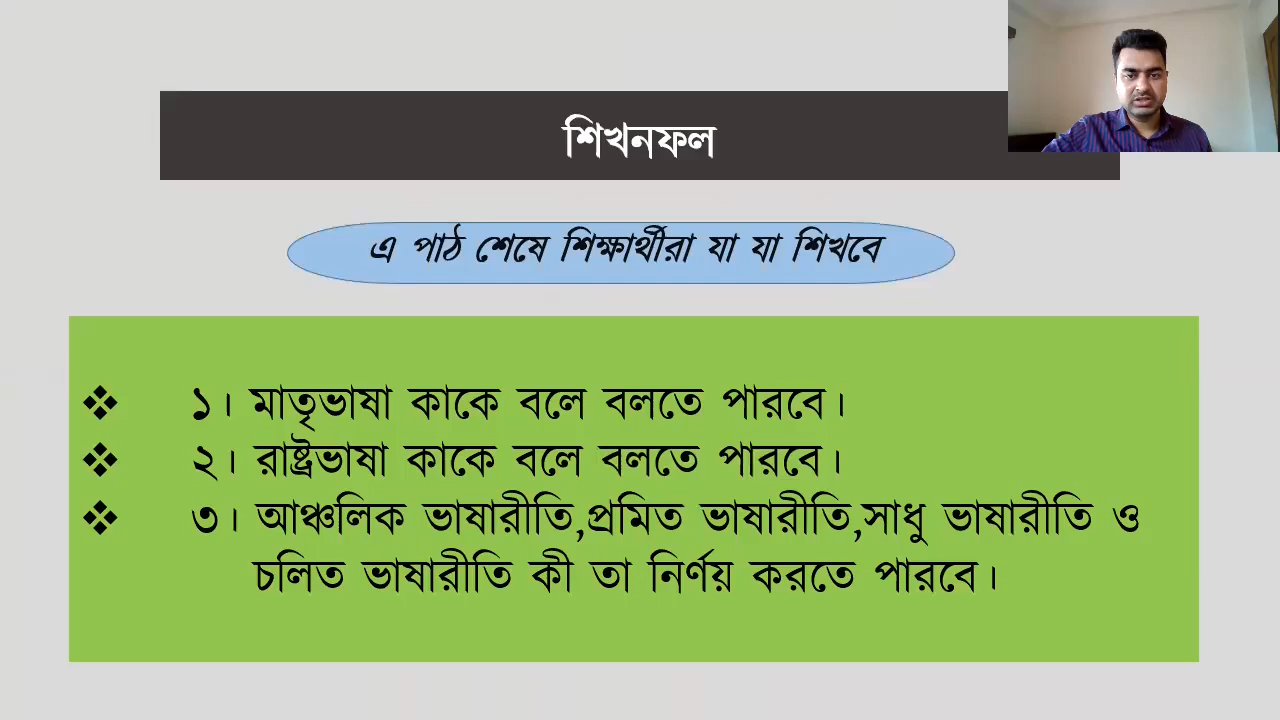 শিখনফল
এ পাঠ শেষে শিক্ষার্থীরা যা যা শিখবে
❖ ১। মাতৃভাষা কাকে বলে বলতে পারবে।
❖ ২। রাষ্ট্রভাষা কাকে বলে বলতে পারবে।
❖ ৩। আঞ্চলিক ভাষারীতি,প্রমিত ভাষারীতি,সাধু ভাষারীতি ও
চলিত ভাষারীতি কী তা নির্ণয় করতে পারবে।